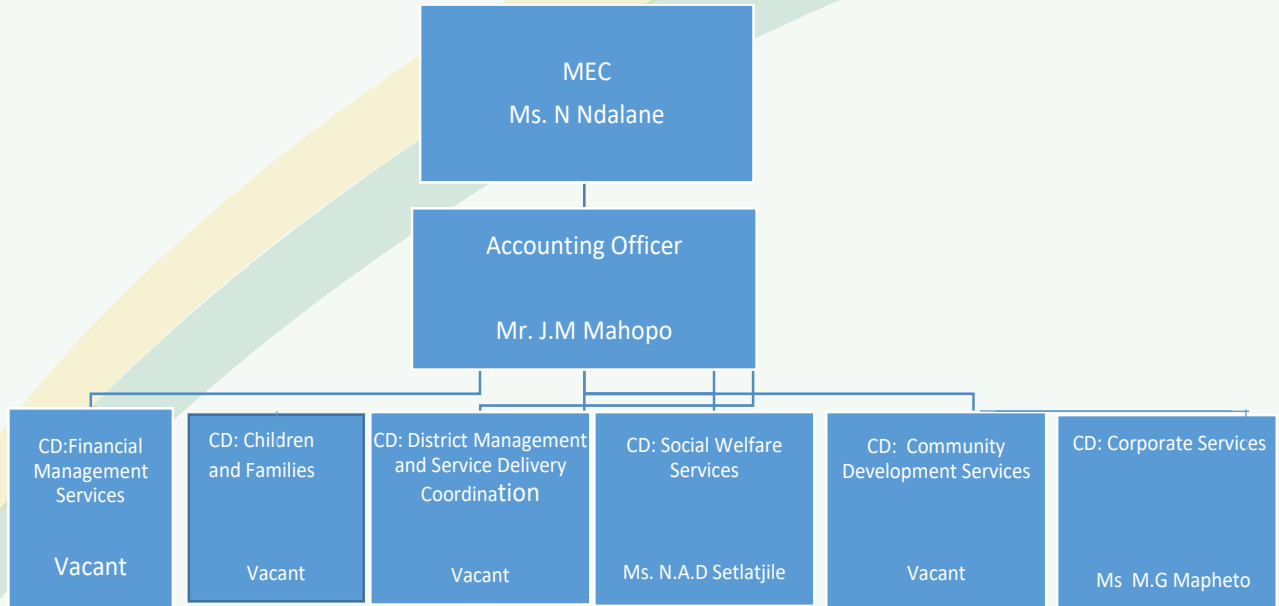 MEC
Ms. N Ndalane
Accounting Officer
Mr. J.M Mahopo
CD:Financial
Management
Services
Vacant
CD: Children
and Families
Vacant
CD: District Management
and Service Delivery
Coordination
Vacant
CD: Social Welfare
Services
Ms. N.A.D Setlatjile
CD: Community
Development Services
Vacant
CD: Corporate Services
Ms M.G Mapheto